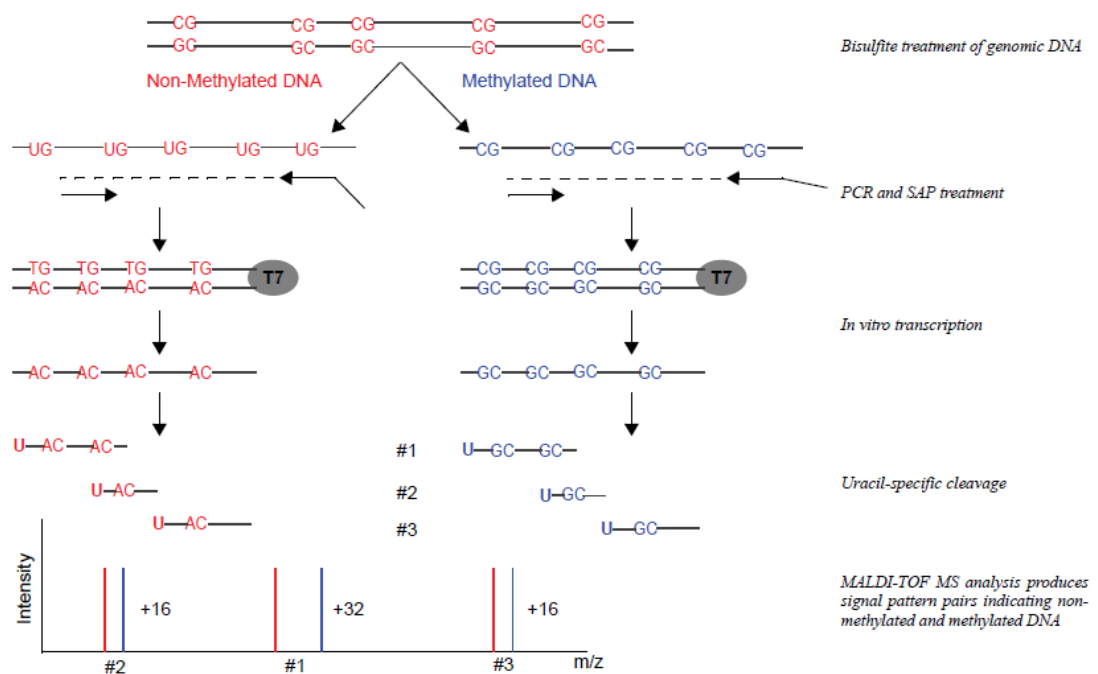 CG CG CG CG CG
GC GC GC GC GC
Bisulfite treatment of genomic DNA
Non-Methylated DNA
Methylated DNA
UG UG UG UG UG
CG CG CG CG CG
PCR and SAP treatment
TG TG TG TG
AC AC AC AC
T7
CG CG CG CG
GC GC GC GC
T7
In vitro transcription
AC AC AC AC
GC GC GC GC
U AC AC
#1
U GC GC
U AC
#2
U GC
Uracil-specific cleavage
U AC
#3
U GC
Intensity
+16
+32
+16
MALDI-TOF MS analysis produces
signal pattern pairs indicating non-
methylated and methylated DNA
#2
#1
#3
m/z